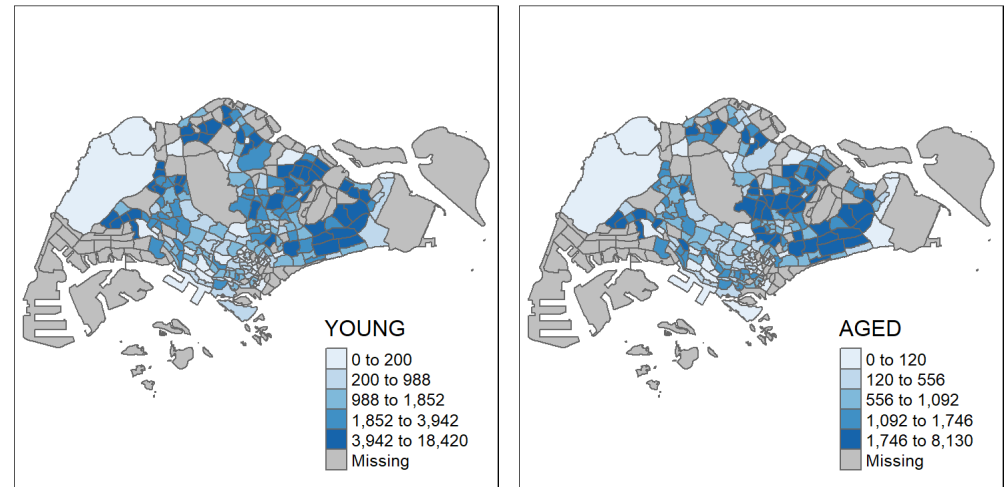 YOUNG
0 to 200
200 to 988
988 to 1,852
1,852 to 3,942
3,942 to 18,420
Missing
AGED
0 to 120
120 to 556
556 to 1,092
1,092 to 1,746
1,746 to 8,130
Missing